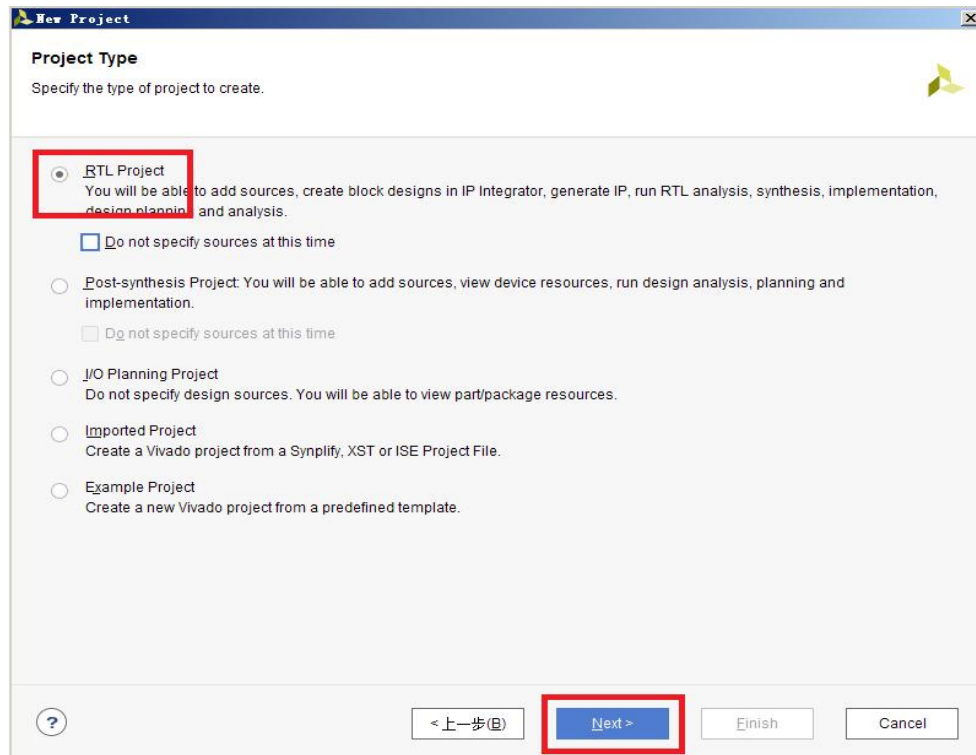 New Project
Project Type
Specify the type of project to create.
RTL Project
You will be able to add sources, create block designs in IP Integrator, generate IP, run RTL analysis, synthesis, implementation,
design planning and analysis.
Do not specify sources at this time
Post-synthesis Project: You will be able to add sources, view device resources, run design analysis, planning and
implementation.
Do not specify sources at this time
I/O Planning Project
Do not specify design sources. You will be able to view part/package resources.
Imported Project
Create a Vivado project from a Synplify, XST or ISE Project File.
Example Project
Create a new Vivado project from a predefined template.
?
<上一步(B)
Next >
Finish
Cancel